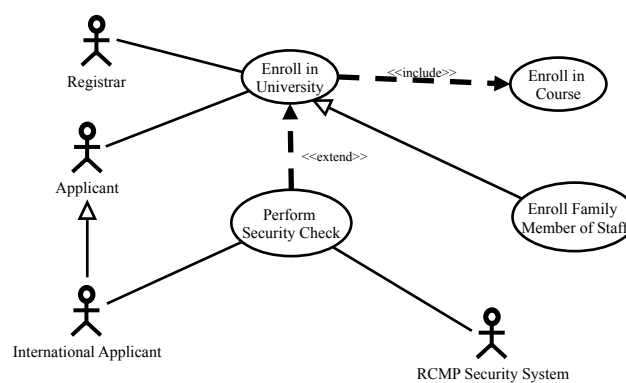 Registrar
Enroll in
University
<<include>>
Enroll in
Course
Applicant
<<extend>>
Perform
Security Check
Enroll Family
Member of Staff
International Applicant
RCMP Security System